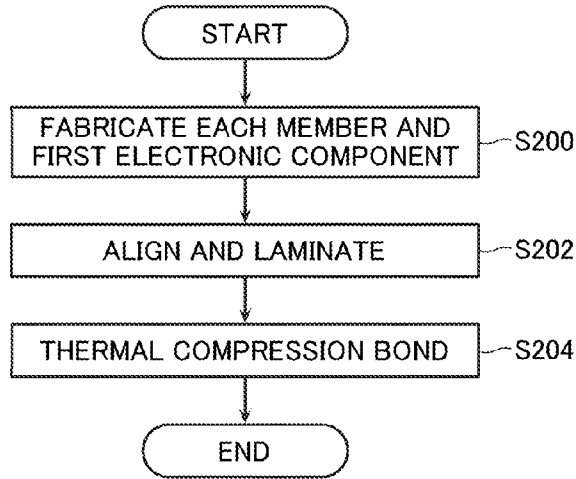 START
FABRICATE EACH MEMBER AND
FIRST ELECTRONIC COMPONENT
S200
ALIGN AND LAMINATE
S202
THERMAL COMPRESSION BOND
S204
END